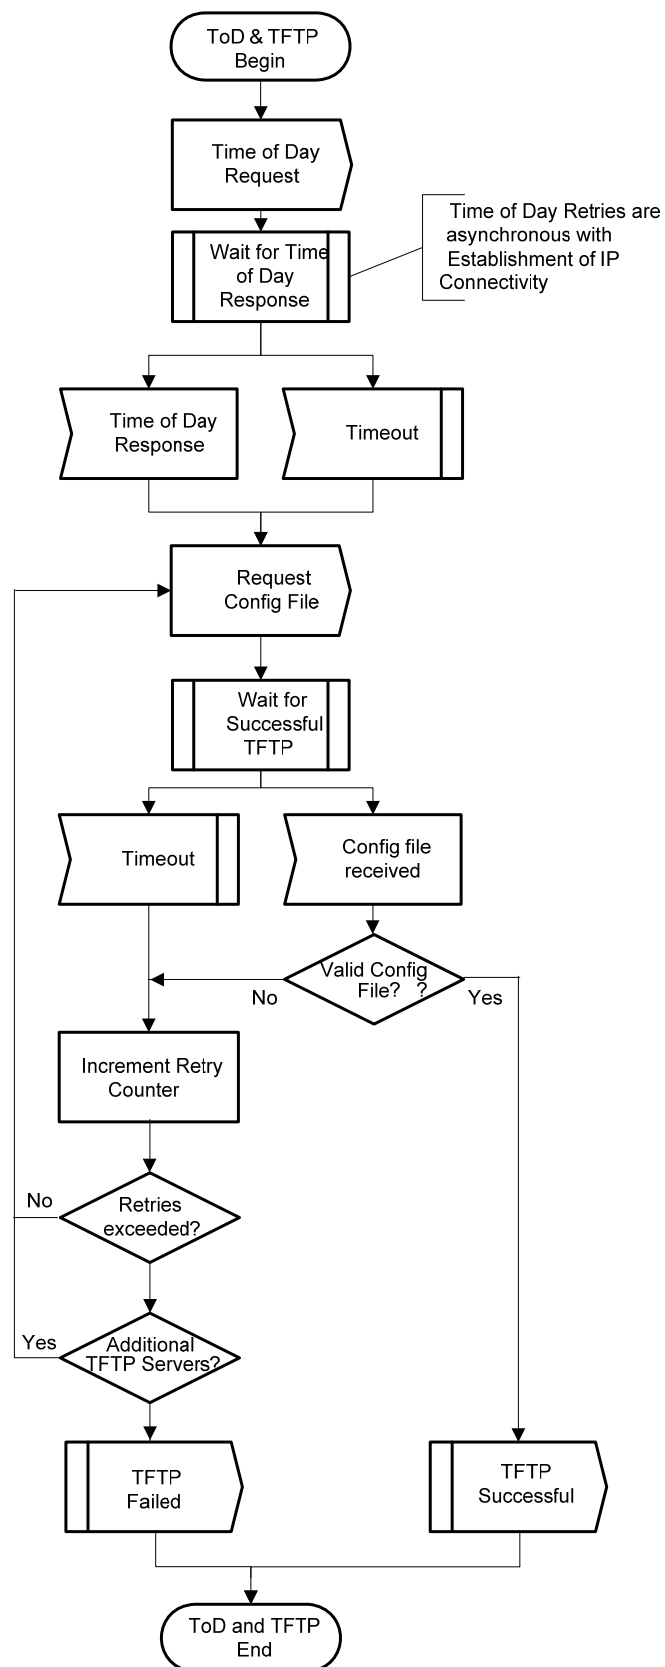 ToD & TFTP
Begin
Time of Day
Request
Wait for Time
of Day
Response
Time of Day Retries are
asynchronous with
Establishment of IP
Connectivity
Time of Day
Response
Timeout
Request
Config File
Wait for
Successful
TFTP
Timeout
Config file
received
Valid Config
File? ?
No
Yes
Increment Retry
Counter
No
Retries
exceeded?
Yes
Additional
TFTP Servers?
TFTP
Failed
TFTP
Successful
ToD and TFTP
End